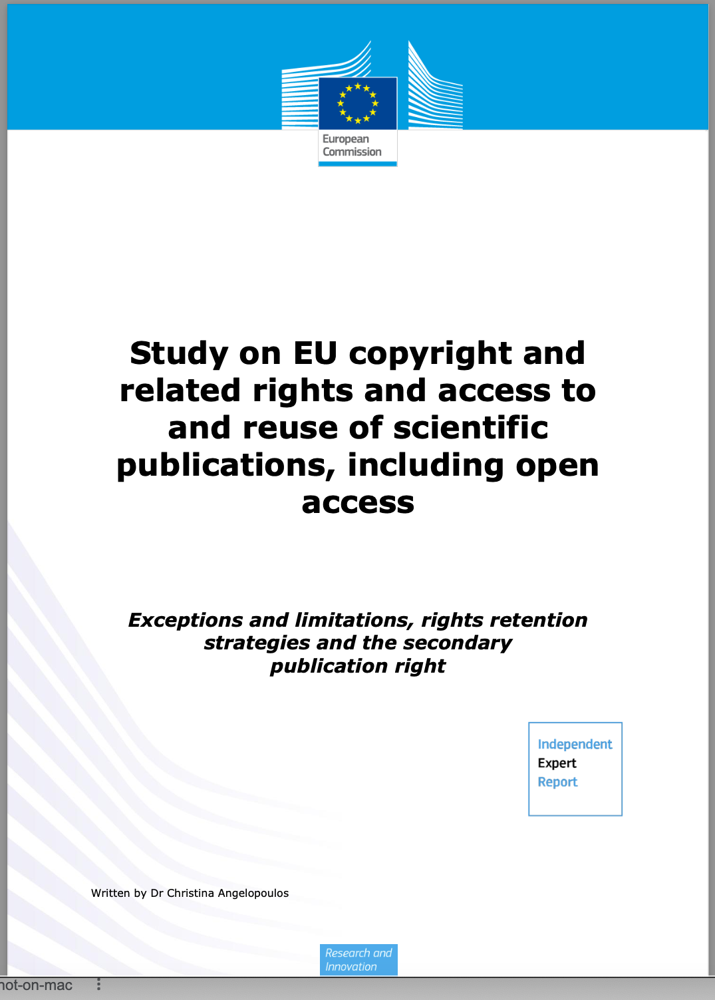 European
Commission
Study on EU copyright and
related rights and access to
and reuse of scientific
publications, including open
access
Exceptions and limitations, rights retention
strategies and the secondary
publication right
Independent
Expert
Report
Written by Dr Christina Angelopoulos
Research and
Innovation
not-on-mac